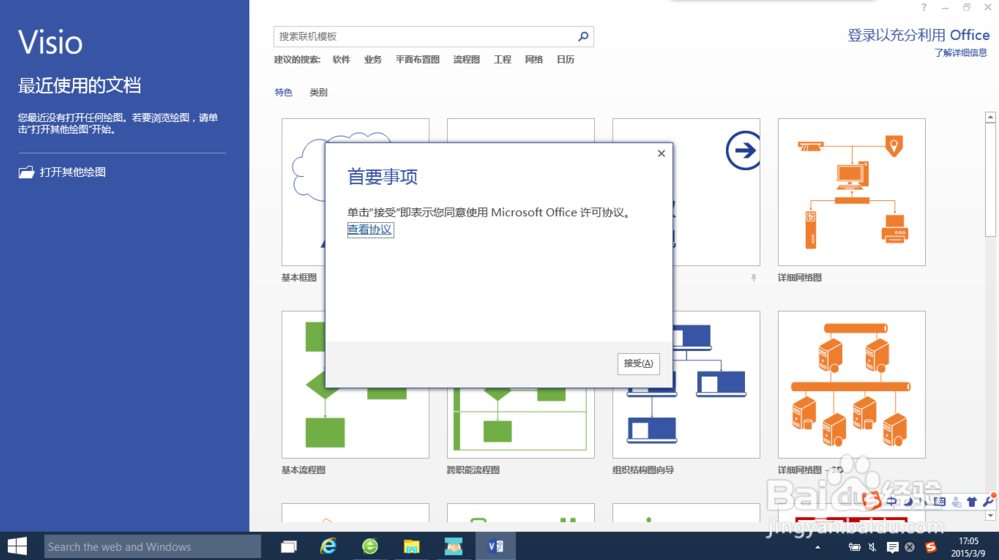 Visio
最近使用的文档
您最近没有打开任何绘图。若要浏览绘图，请单
击"打开其他绘图"开始。
打开其他绘图
搜索联机模板
建议的搜索: 软件 业务 平面布置图 流程图 工程 网络 日历
特色 类别
登录以充分利用 Office
了解详细信息
首要事项
单击"接受"即表示您同意使用 Microsoft Office 许可协议。
查看协议
接受(A)
基本框图
详细网络图
基本流程图
跨职能流程图
组织结构图向导
详细网络图 - 3D
Baidu经验
jingyan.baidu.com
Search the web and Windows
17:05
2015/3/9